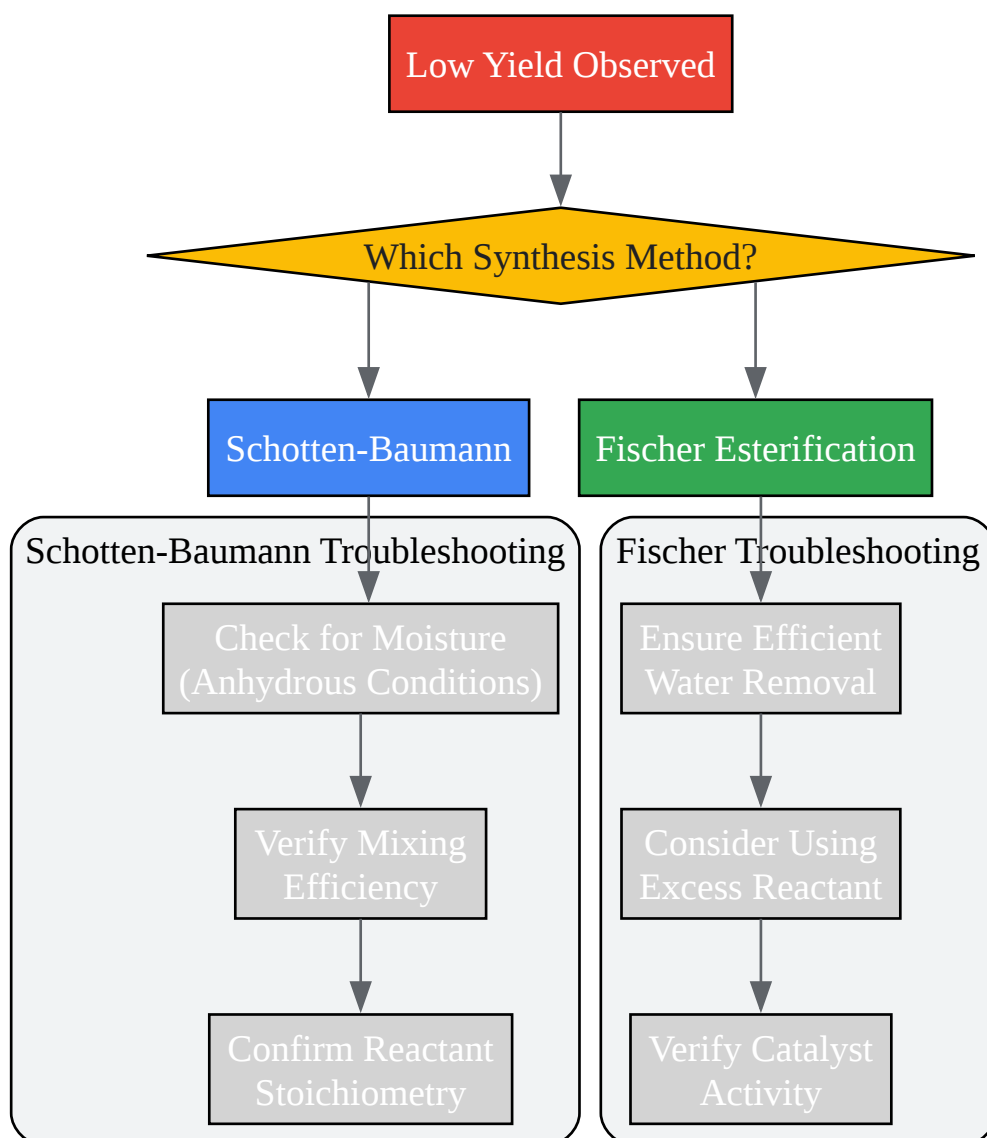 Low Yield Observed
Which Synthesis Method?
Schotten-Baumann
Fischer Esterification
Schotten-Baumann Troubleshooting
Check for Moisture
(Anhydrous Conditions)
Verify Mixing
Efficiency
Confirm Reactant
Stoichiometry
Fischer Troubleshooting
Ensure Efficient
Water Removal
Consider Using
Excess Reactant
Verify Catalyst
Activity